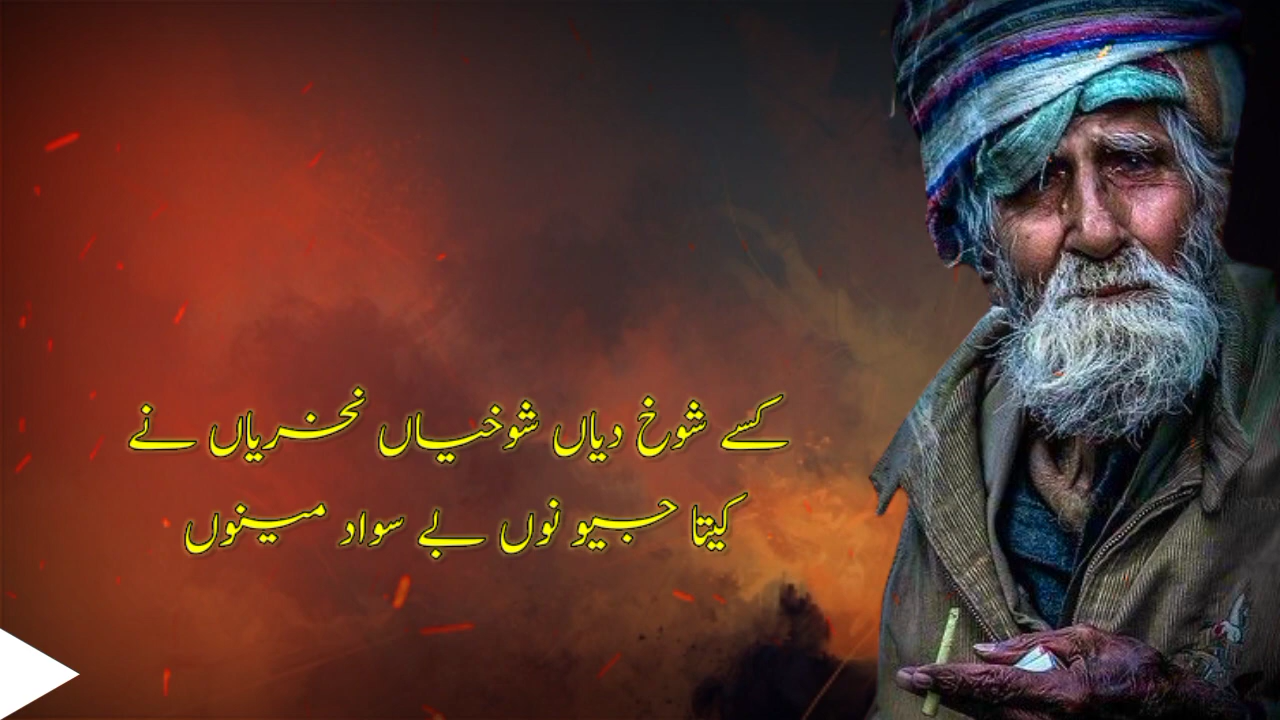 کسے شوخ دیاں شوخیاں نخریاں نے
کیتا جیو نوں بے سواد مینوں